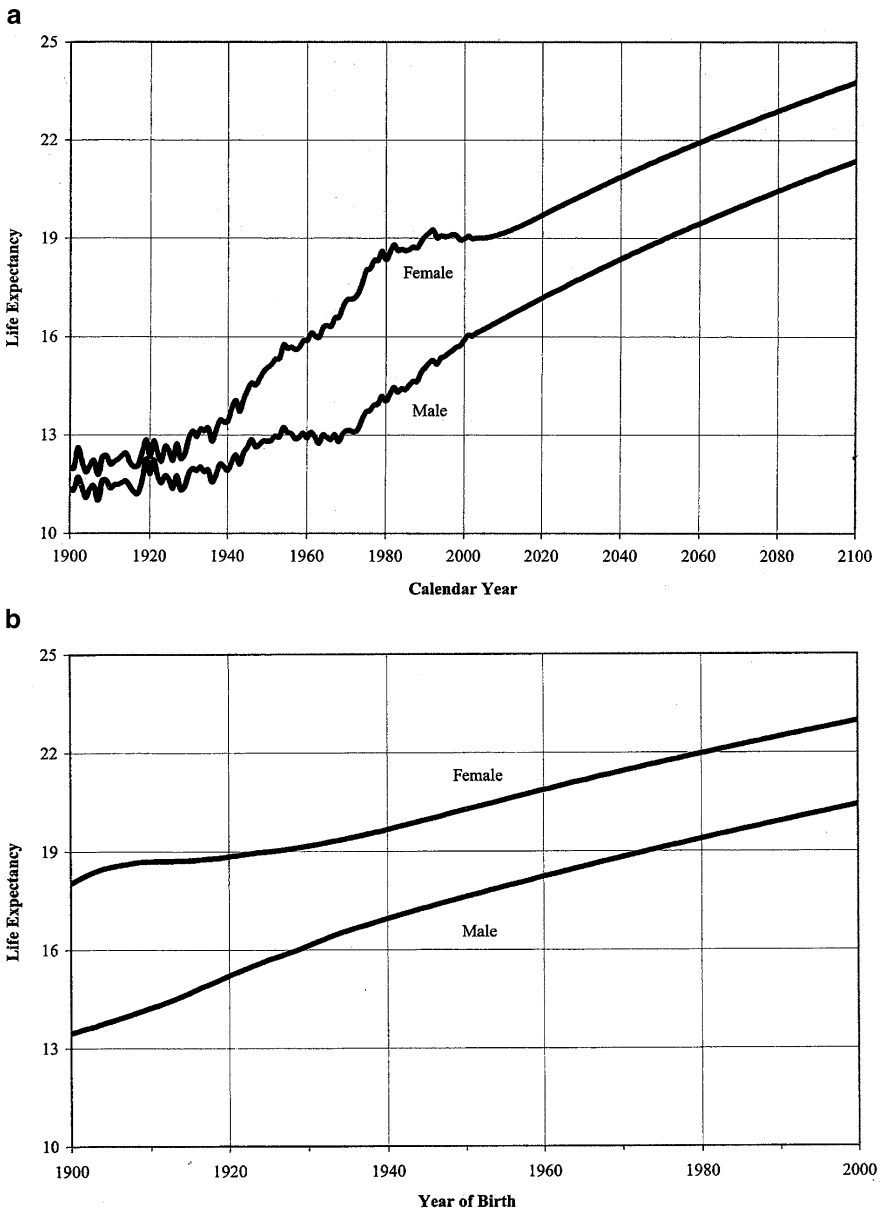 a
25
22
19
16
13
10
Life Expectancy
Female
Male
1900 1920 1940 1960 1980 2000 2020 2040 2060 2080 2100
Calendar Year
b
25
22
19
16
13
10
Life Expectancy
Female
Male
1900 1920 1940 1960 1980 2000
Year of Birth